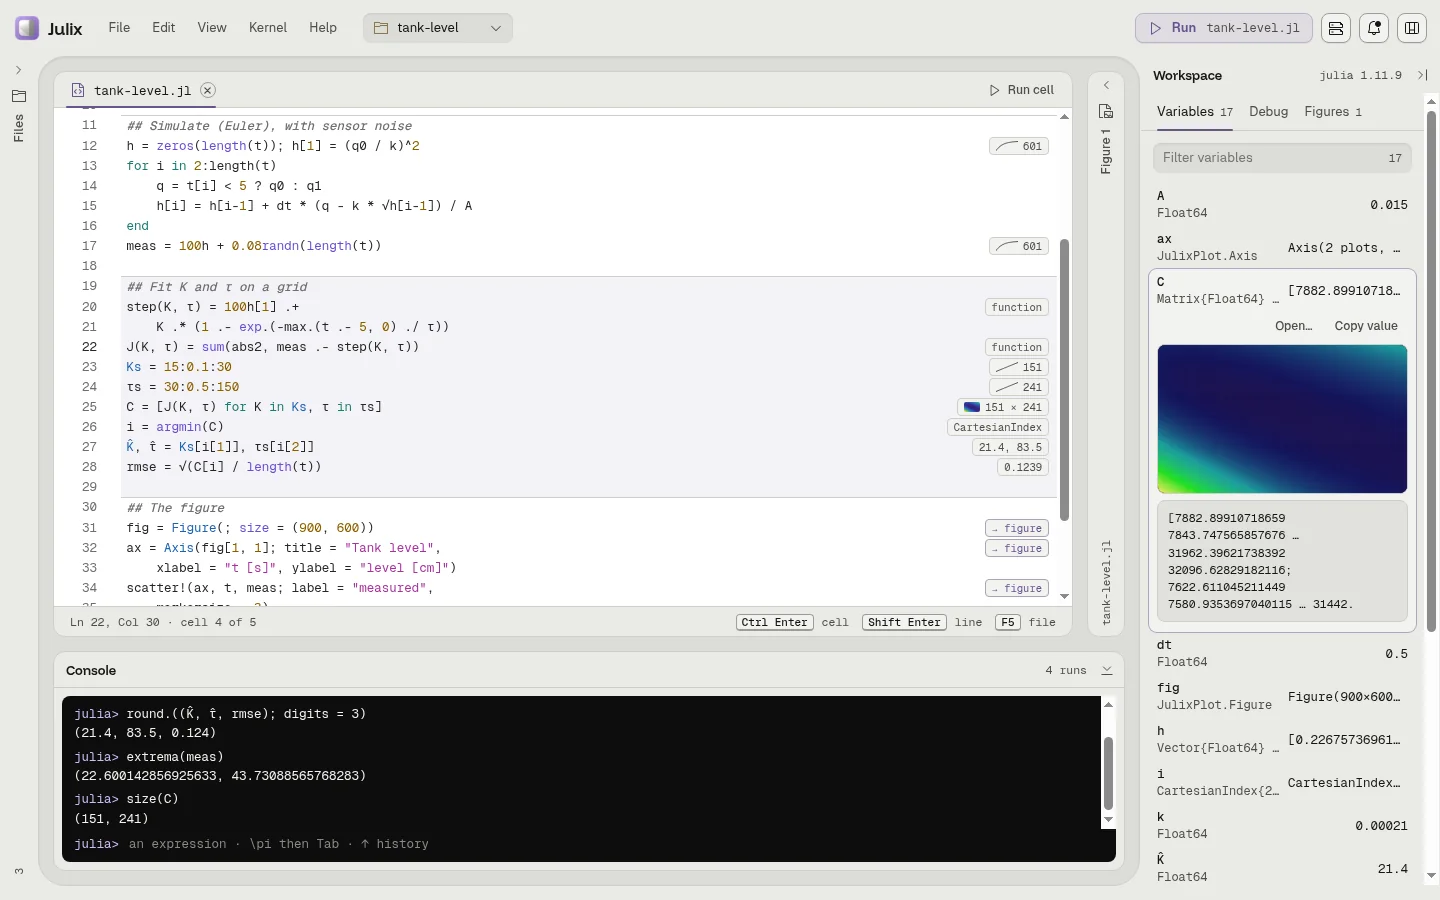 Julix File Edit View Kernel Help tank-level Run tank-level.jl
Files
3
tank-level.jl Run cell
11 ## Simulate (Euler), with sensor noise
12 h = zeros(length(t)); h[1] = (q0 / k)^2 601
13 for i in 2:length(t)
14 q = t[i] < 5 ? q0 : q1
15 h[i] = h[i-1] + dt * (q - k * √h[i-1]) / A
16 end
17 meas = 100h + 0.08randn(length(t)) 601
18
19 ## Fit K and τ on a grid
20 step(K, τ) = 100h[1] .+ function
21 K .* (1 .- exp.(-max.(t .- 5, 0) ./ τ))
22 J(K, τ) = sum(abs2, meas .- step(K, τ)) function
23 Ks = 15:0.1:30 151
24 τs = 30:0.5:150 241
25 C = [J(K, τ) for K in Ks, τ in τs] 151 × 241
26 i = argmin(C) CartesianIndex
27 K̂, τ̂ = Ks[i[1]], τs[i[2]] 21.4, 83.5
28 rmse = √(C[i] / length(t)) 0.1239
29
30 ## The figure
31 fig = Figure(; size = (900, 600)) → figure
32 ax = Axis(fig[1, 1]; title = "Tank level", → figure
33 xlabel = "t [s]", ylabel = "level [cm]")
34 scatter!(ax, t, meas; label = "measured", → figure
Ln 22, Col 30 · cell 4 of 5 Ctrl Enter cell Shift Enter line F5 file
Figure 1
tank-level.jl
Console 4 runs
julia> round.((K̂, τ̂, rmse); digits = 3)
(21.4, 83.5, 0.124)
julia> extrema(meas)
(22.600142856925633, 43.73088565768283)
julia> size(C)
(151, 241)
julia> an expression · \pi then Tab · ↑ history
Workspace julia 1.11.9
Variables 17 Debug Figures 1
Filter variables 17
A
Float64 0.015
ax
JulixPlot.Axis Axis(2 plots, …
C
Matrix{Float64} … [7882.89910718…
Open… Copy value
[7882.89910718659
7843.747565857676 …
31962.39621738392
32096.62829182116;
7622.611045211449
7580.9353697040115 … 31442.
dt
Float64 0.5
fig
JulixPlot.Figure Figure(900×600…
h
Vector{Float64} … [0.22675736961…
i
CartesianIndex{2… CartesianIndex…
k
Float64 0.00021
K̂
Float64 21.4